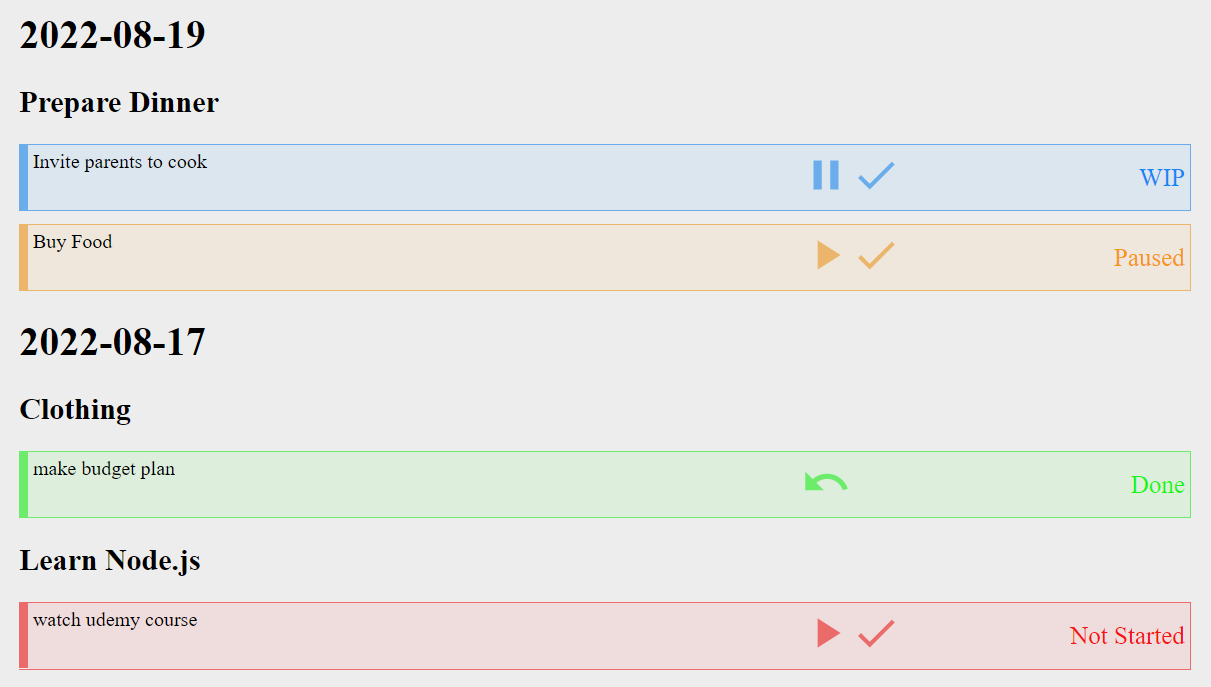 2022-08-19
Prepare Dinner
Invite parents to cook
WIP
Buy Food
Paused
2022-08-17
Clothing
make budget plan
Done
Learn Node.js
watch udemy course
Not Started